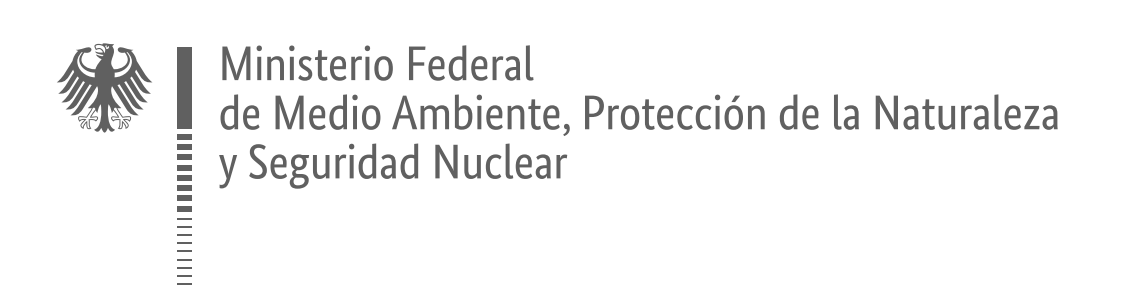 Ministerio Federal
de Medio Ambiente, Protección de la Naturaleza
y Seguridad Nuclear